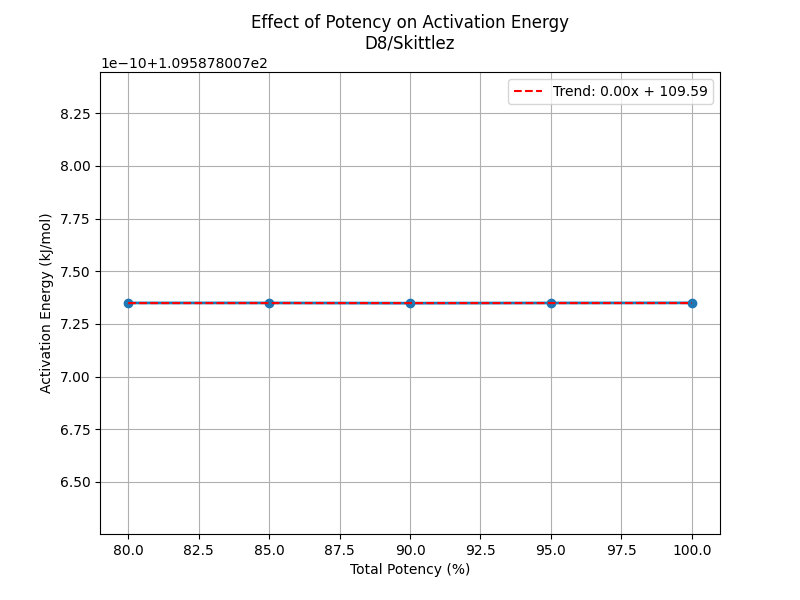 Effect of Potency on Activation Energy
D8/Skittlez
1e−10+1.095878007e2
Trend: 0.00x + 109.59
8.25
8.00
7.75
7.50
7.25
7.00
6.75
6.50
Activation Energy (kJ/mol)
80.0 82.5 85.0 87.5 90.0 92.5 95.0 97.5 100.0
Total Potency (%)